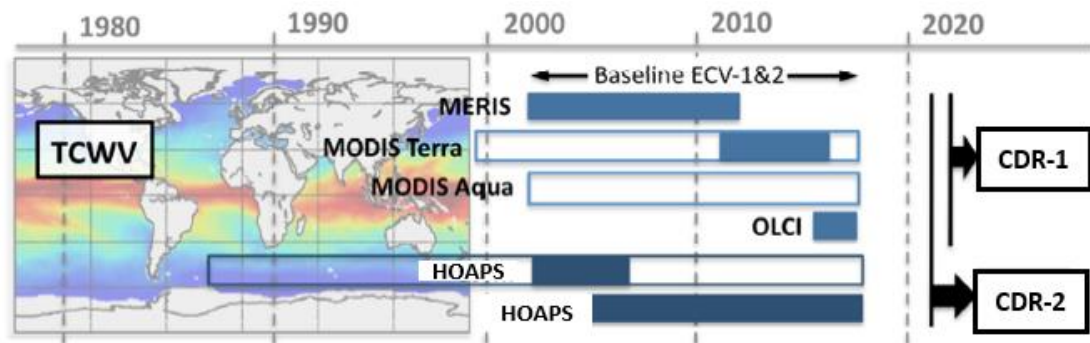 1980 1990 2000 2010 2020
Baseline ECV-1&2
MERIS
TCWV
MODIS Terra
CDR-1
MODIS Aqua
OLCI
HOAPS
CDR-2
HOAPS